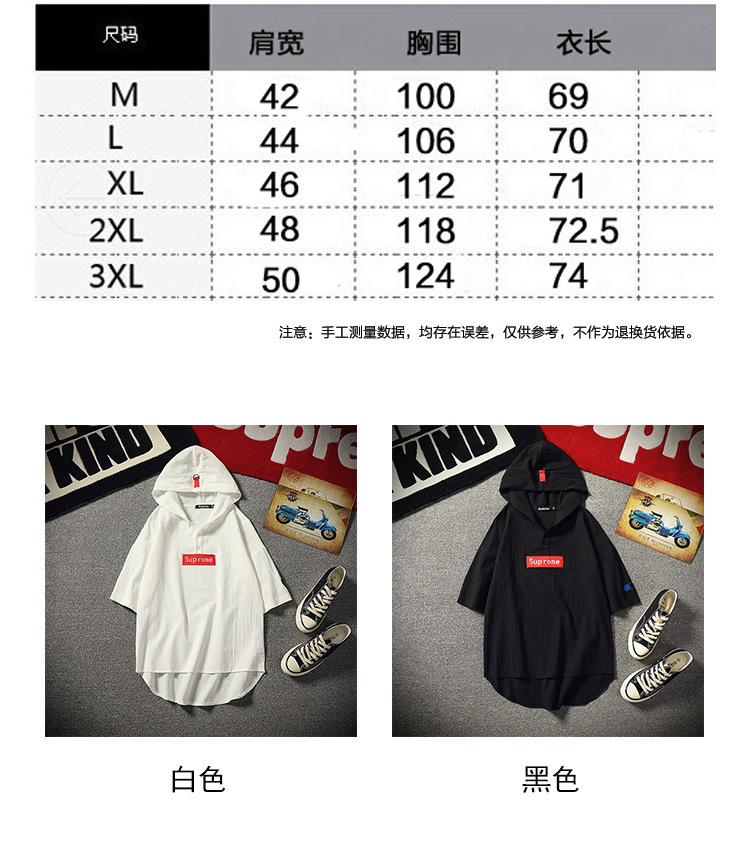 尺码 肩宽 胸围 衣长
M 42 100 69
L 44 106 70
XL 46 112 71
2XL 48 118 72.5
3XL 50 124 74
注意：手工测量数据，均存在误差，仅供参考，不作为退换货依据。
KIND
Supre
Suprone
KIND
Supre
Suprone
白色
黑色